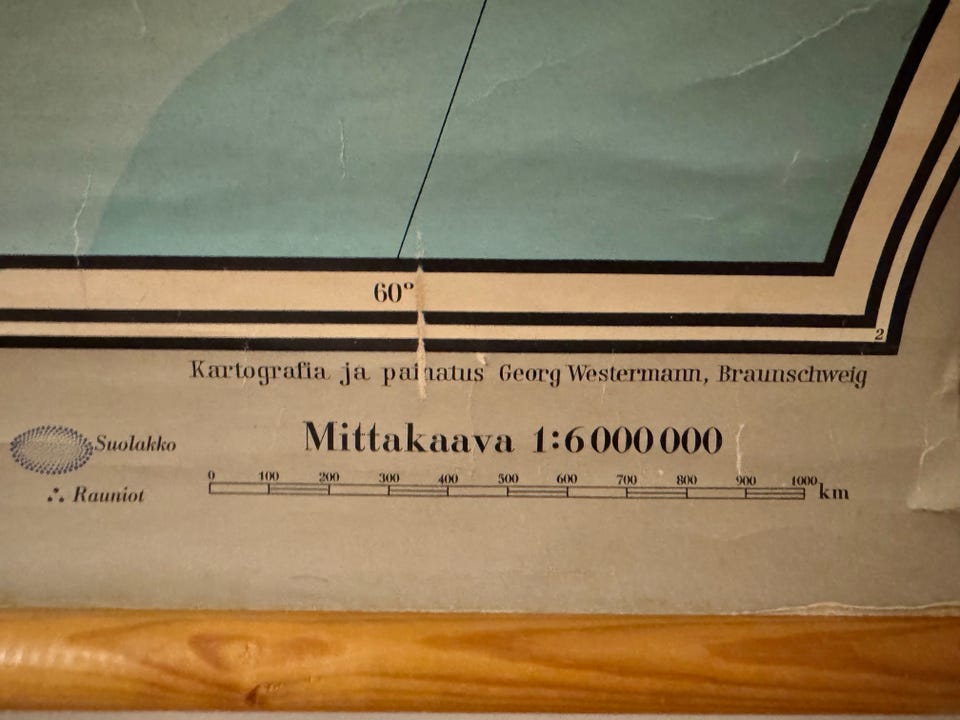 60°
2
Kartografia ja painatus Georg Westermann, Braunschweig
Suolakko
Mittakaava 1:6 000 000
Rauniot
0 100 200 300 400 500 600 700 800 900 1000 km